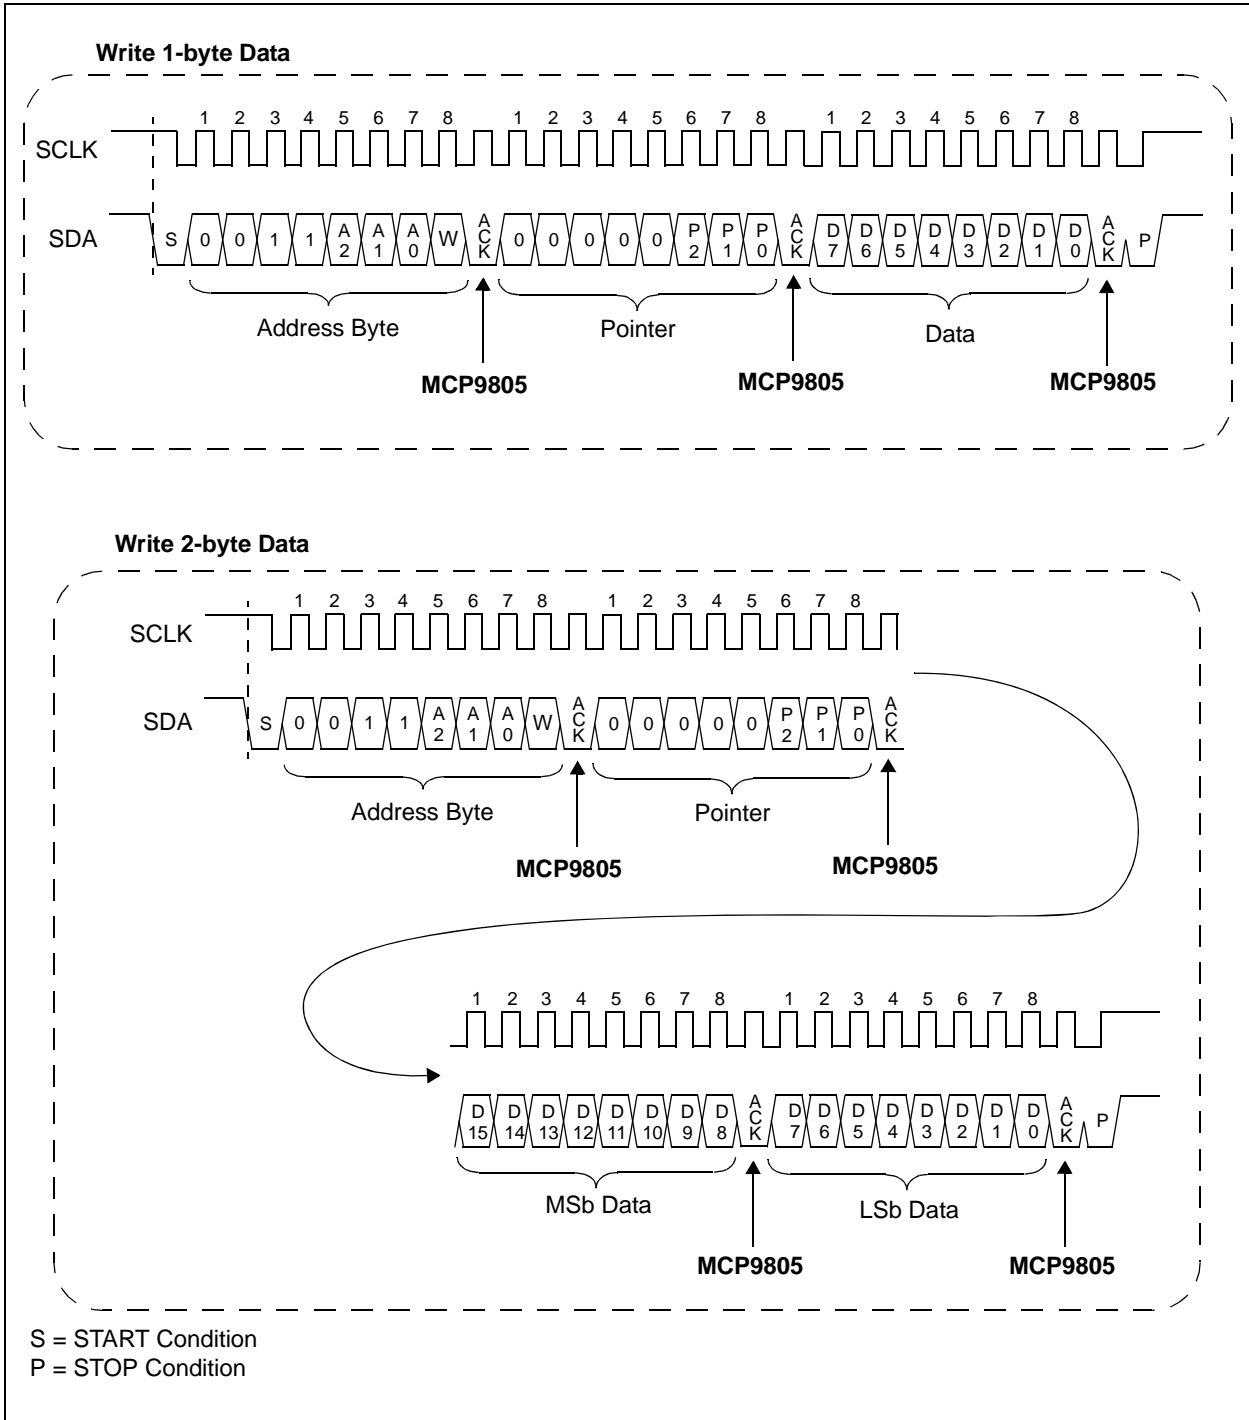 Write 1-byte Data
1 2 3 4 5 6 7 8 1 2 3 4 5 6 7 8 1 2 3 4 5 6 7 8
SCLK
SDA S 0 0 1 1 A2 A1 A0 W ACK 0 0 0 0 0 P2 P1 P0 ACK D7 D6 D5 D4 D3 D2 D1 D0 ACK P
Address Byte Pointer Data
MCP9805 MCP9805 MCP9805
Write 2-byte Data
1 2 3 4 5 6 7 8 1 2 3 4 5 6 7 8
SCLK
SDA S 0 0 1 1 A2 A1 A0 W ACK 0 0 0 0 0 P2 P1 P0 ACK
Address Byte Pointer
MCP9805 MCP9805
1 2 3 4 5 6 7 8 1 2 3 4 5 6 7 8
D15 D14 D13 D12 D11 D10 D9 D8 ACK D7 D6 D5 D4 D3 D2 D1 D0 ACK P
MSb Data LSb Data
MCP9805 MCP9805
S = START Condition
P = STOP Condition